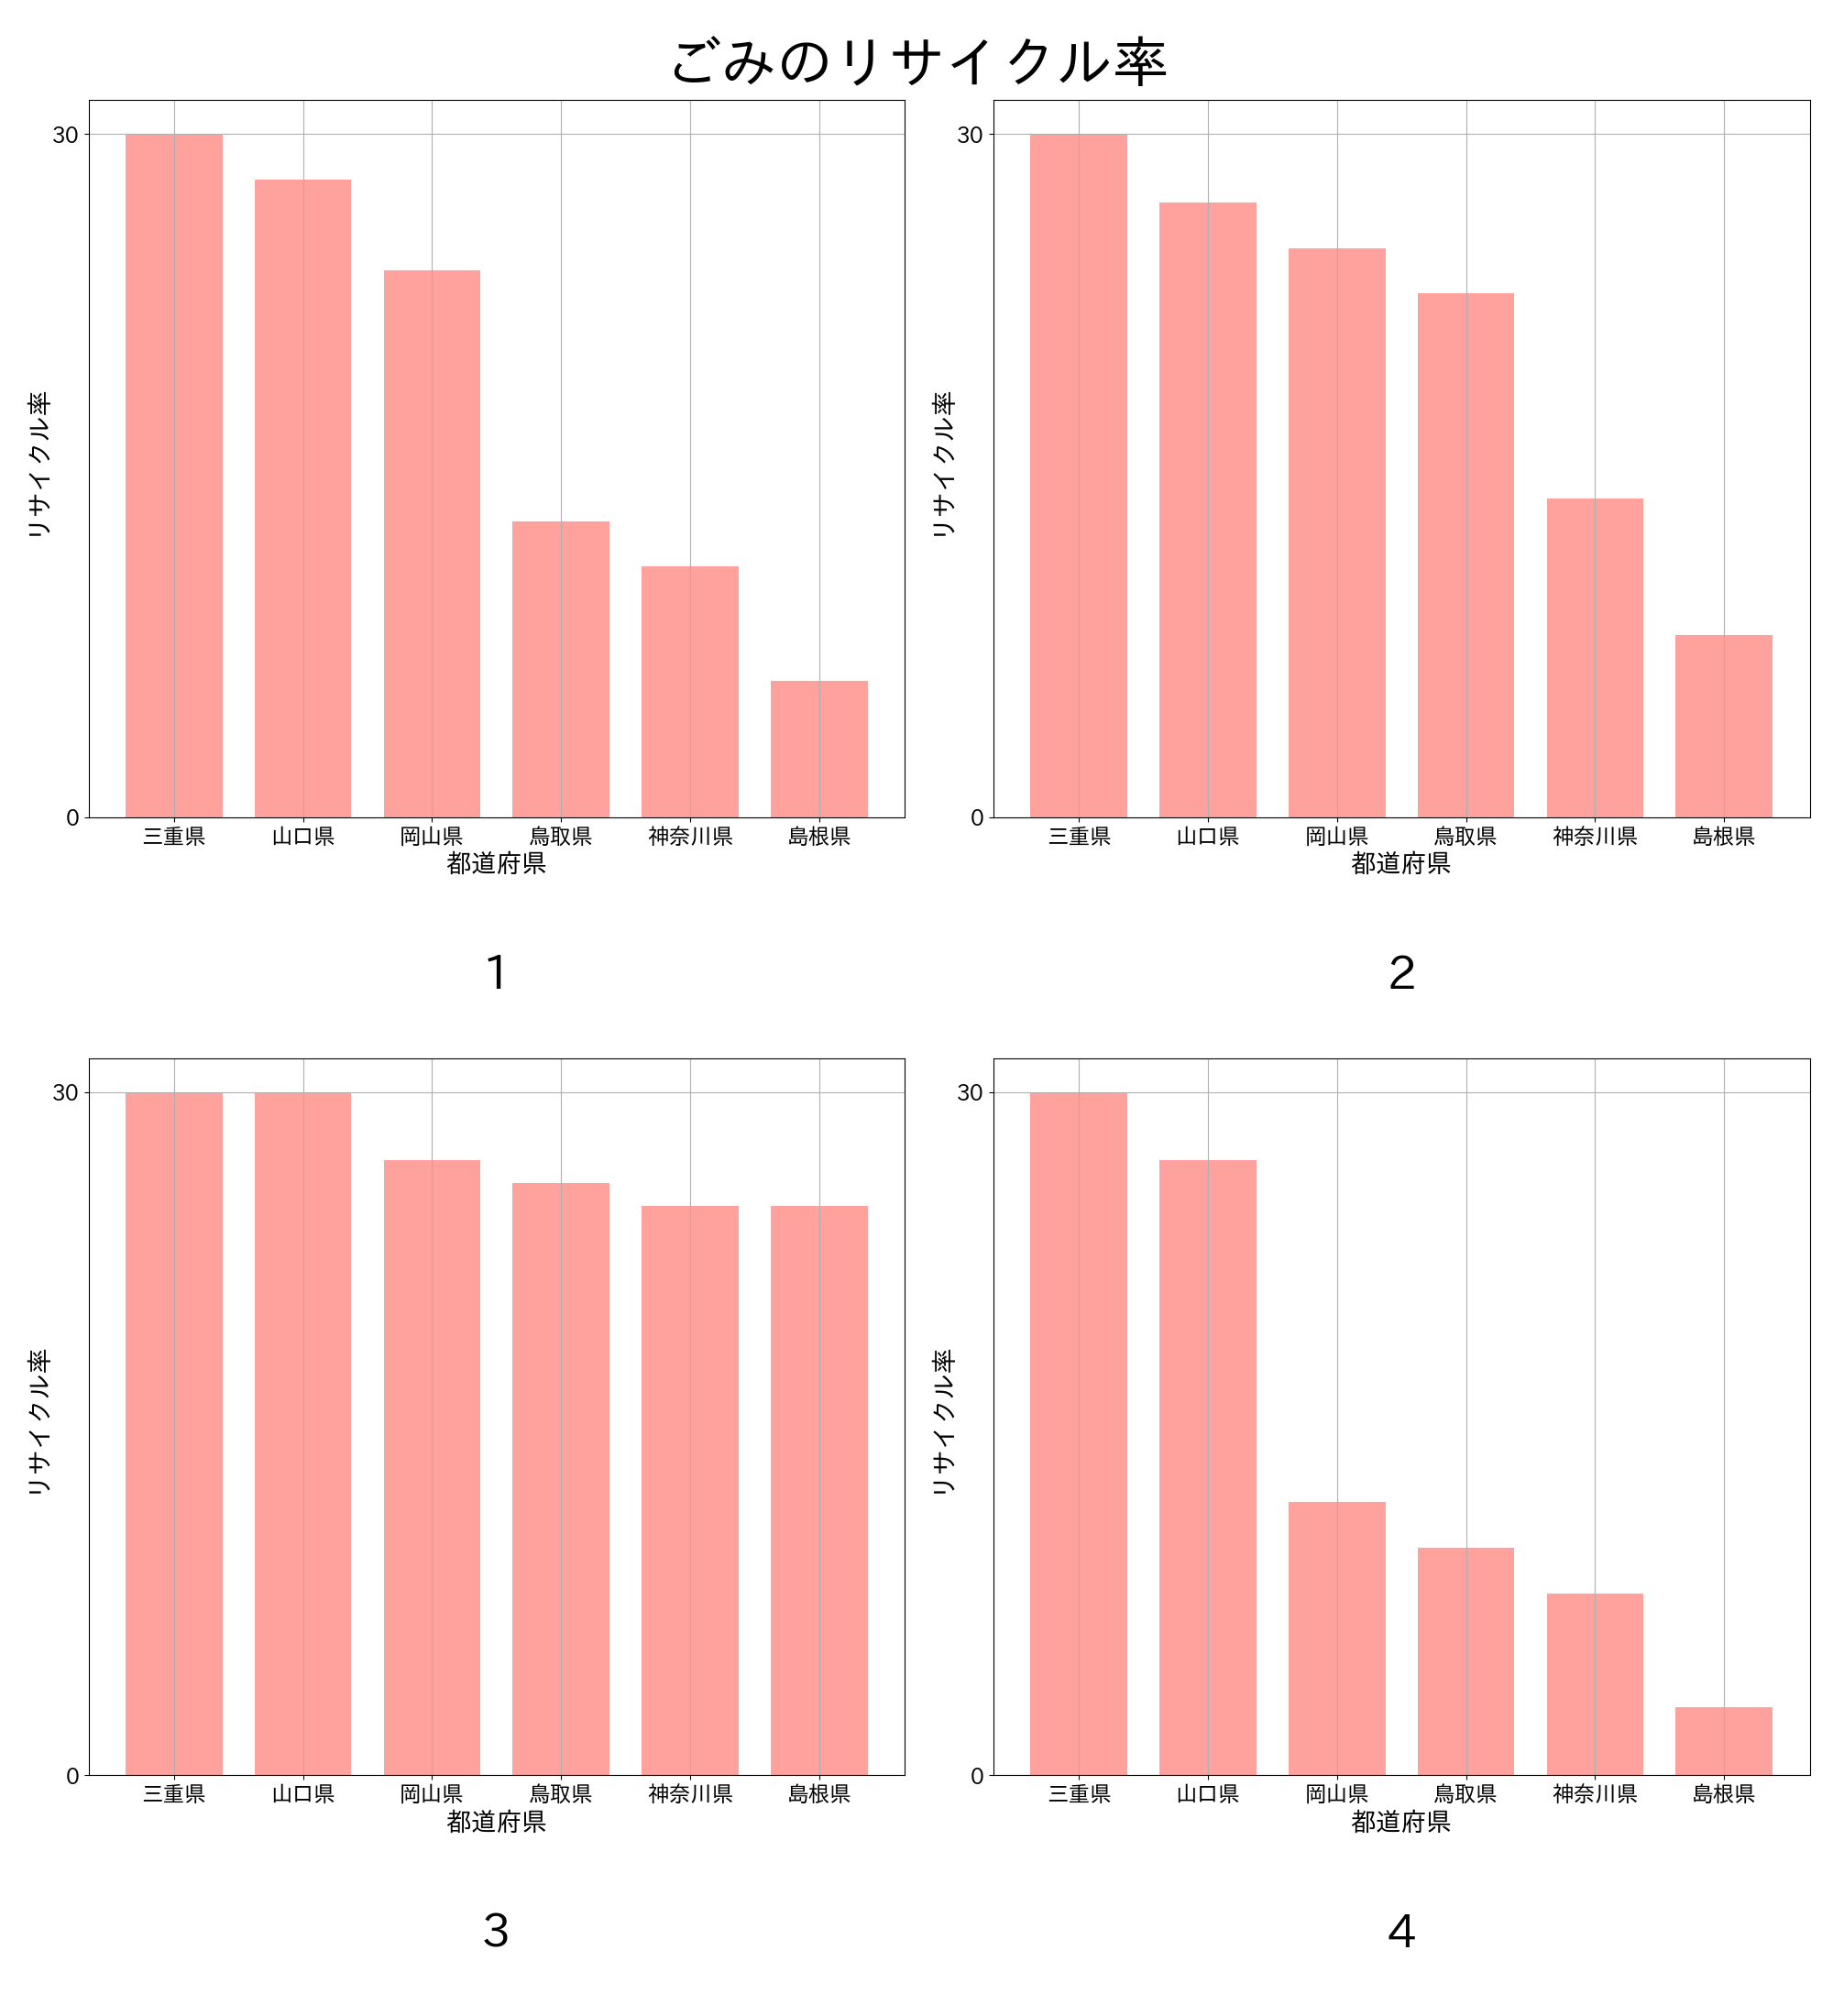 ごみのリサイクル率
30
0
リサイクル率
三重県 山口県 岡山県 鳥取県 神奈川県 島根県
都道府県
1
30
0
リサイクル率
三重県 山口県 岡山県 鳥取県 神奈川県 島根県
都道府県
2
30
0
リサイクル率
三重県 山口県 岡山県 鳥取県 神奈川県 島根県
都道府県
3
30
0
リサイクル率
三重県 山口県 岡山県 鳥取県 神奈川県 島根県
都道府県
4